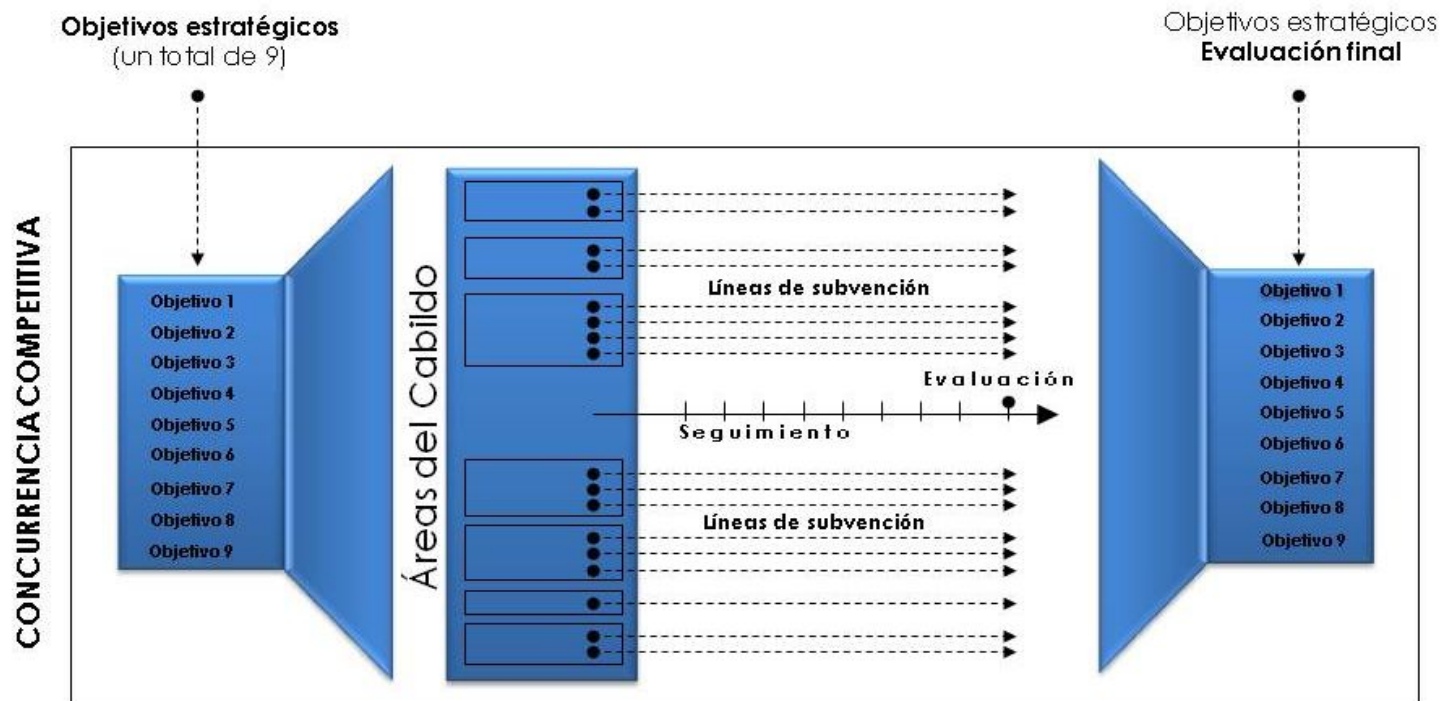 Objetivos estratégicos
(un total de 9)
Objetivos estratégicos
Evaluación final
CONCURRENCIA COMPETITIVA
Objetivo 1
Objetivo 2
Objetivo 3
Objetivo 4
Objetivo 5
Objetivo 6
Objetivo 7
Objetivo 8
Objetivo 9
Áreas del Cabildo
Líneas de subvención
Evaluación
Seguimiento
Líneas de subvención
Objetivo 1
Objetivo 2
Objetivo 3
Objetivo 4
Objetivo 5
Objetivo 6
Objetivo 7
Objetivo 8
Objetivo 9